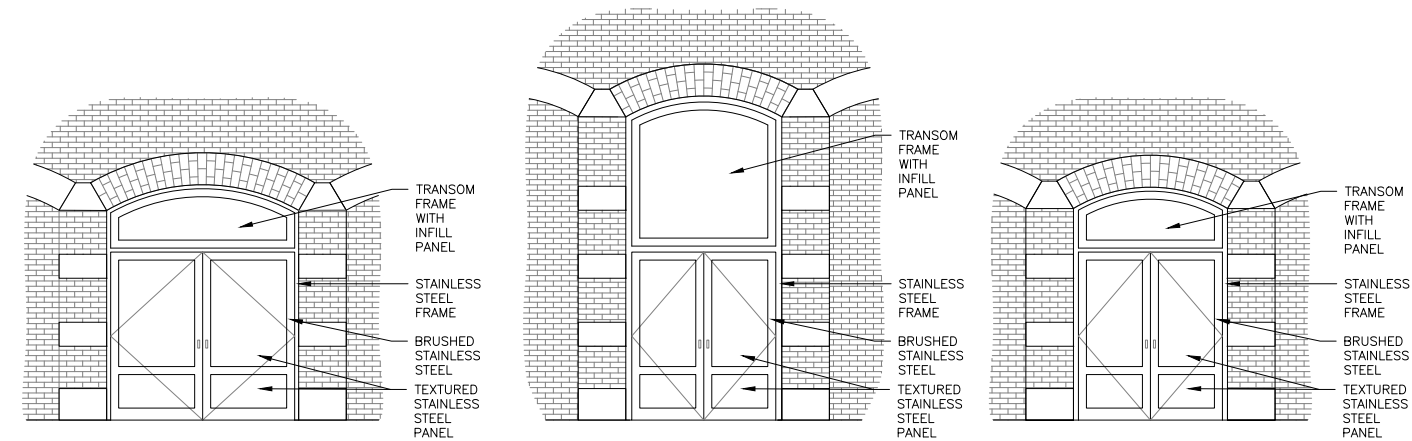 TRANSOM
FRAME
WITH
INFILL
PANEL
STAINLESS
STEEL
FRAME
BRUSHED
STAINLESS
STEEL
TEXTURED
STAINLESS
STEEL
PANEL
TRANSOM
FRAME
WITH
INFILL
PANEL
STAINLESS
STEEL
FRAME
BRUSHED
STAINLESS
STEEL
TEXTURED
STAINLESS
STEEL
PANEL
TRANSOM
FRAME
WITH
INFILL
PANEL
STAINLESS
STEEL
FRAME
BRUSHED
STAINLESS
STEEL
TEXTURED
STAINLESS
STEEL
PANEL